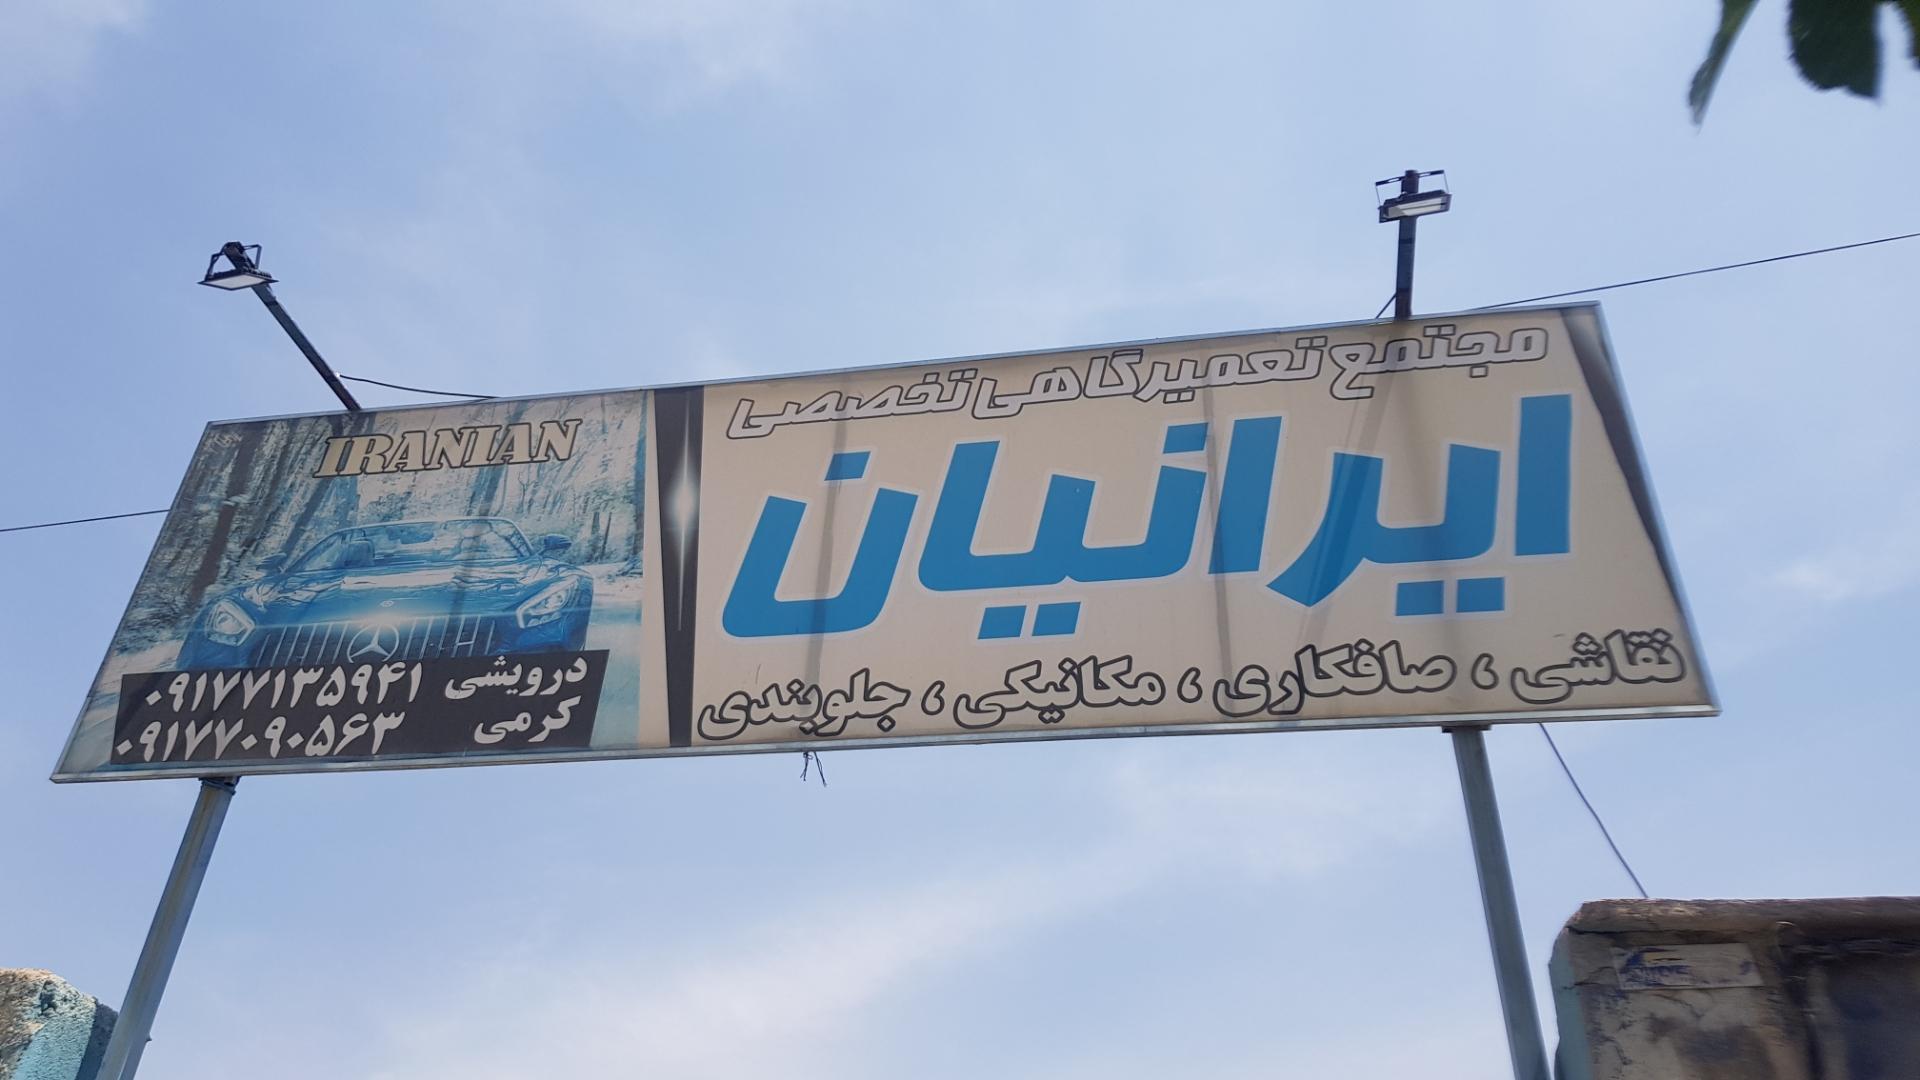 مجتمع تعمیرگاهی تخصصی
ایرانیان
نقاشی ، صافکاری ، مکانیکی ، جلوبندی
IRANIAN
درویشی ۰۹۱۷۷۱۳۵۹۴۱
کرمی ۰۹۱۷۷۰۹۰۵۶۳